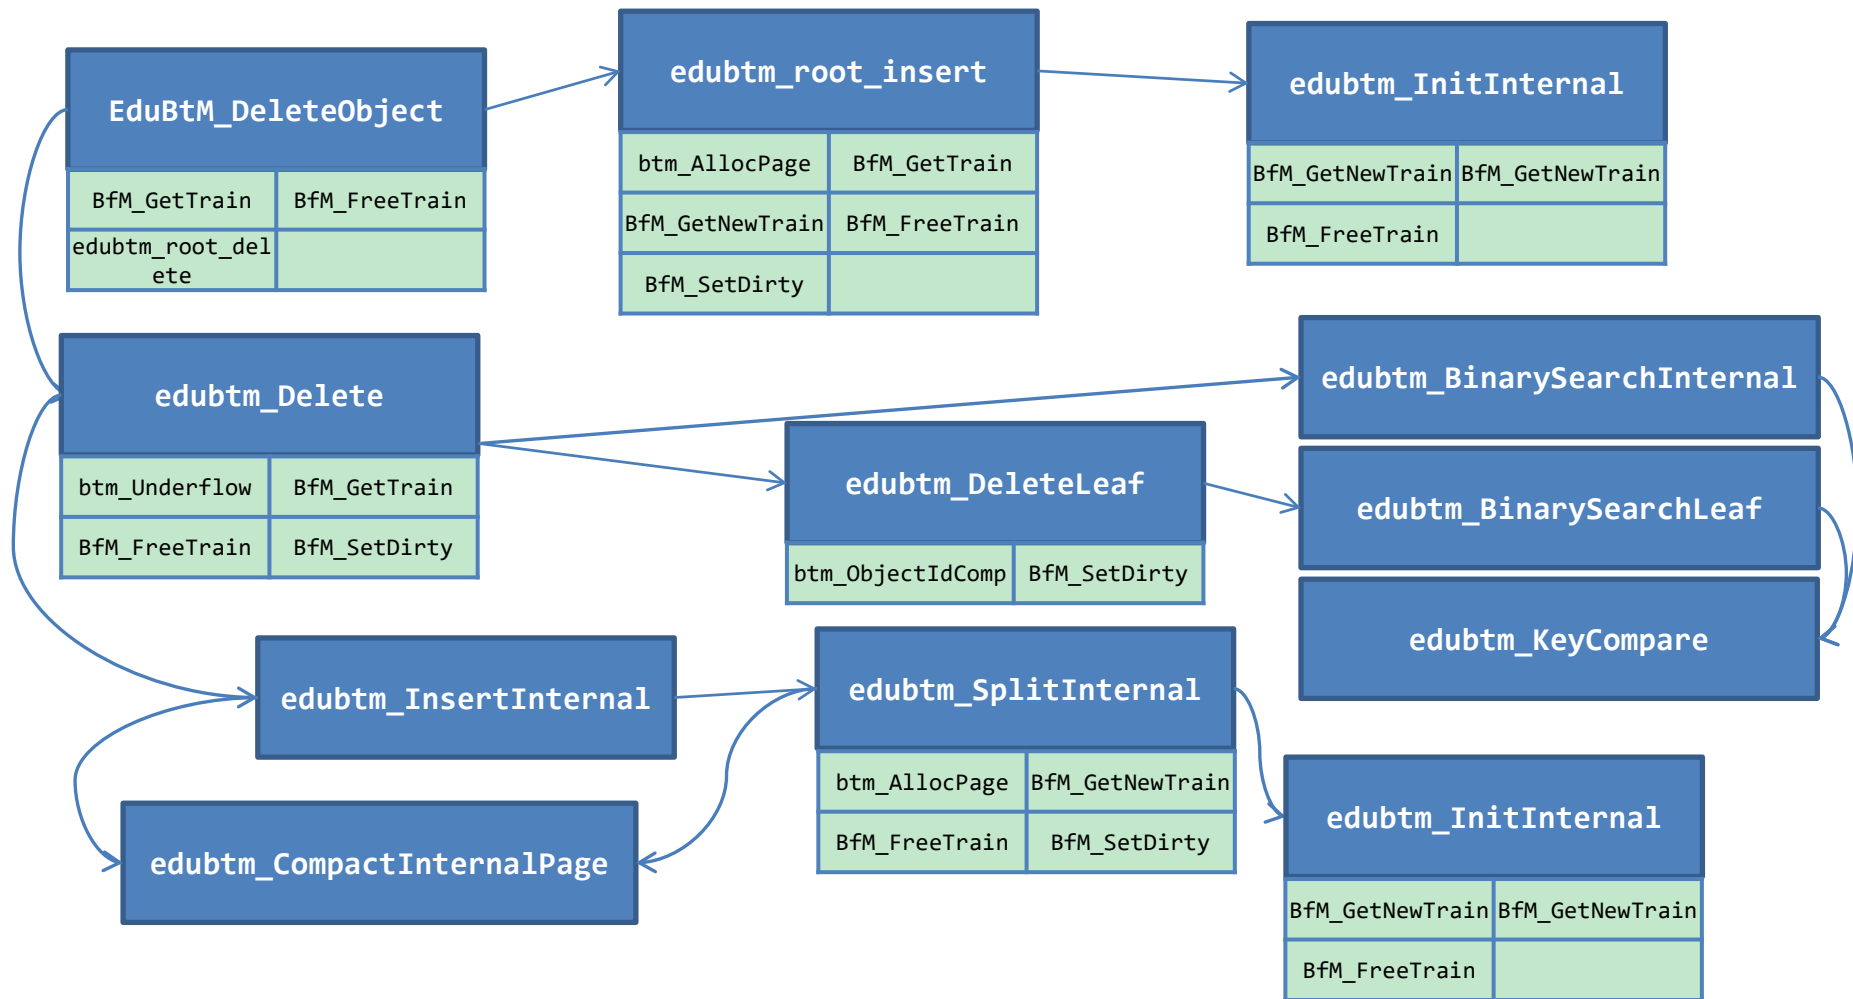 EduBtM_DeleteObject
BfM_GetTrain
BfM_FreeTrain
edubtm_root_del
ete
edubtm_root_insert
btm_AllocPage
BfM_GetTrain
BfM_GetNewTrain
BfM_FreeTrain
BfM_SetDirty
edubtm_InitInternal
BfM_GetNewTrain
BfM_GetNewTrain
BfM_FreeTrain
edubtm_Delete
btm_Underflow
BfM_GetTrain
BfM_FreeTrain
BfM_SetDirty
edubtm_DeleteLeaf
btm_ObjectIdComp
BfM_SetDirty
edubtm_BinarySearchInternal
edubtm_BinarySearchLeaf
edubtm_KeyCompare
edubtm_InsertInternal
edubtm_CompactInternalPage
edubtm_SplitInternal
btm_AllocPage
BfM_GetNewTrain
BfM_FreeTrain
BfM_SetDirty
edubtm_InitInternal
BfM_GetNewTrain
BfM_GetNewTrain
BfM_FreeTrain